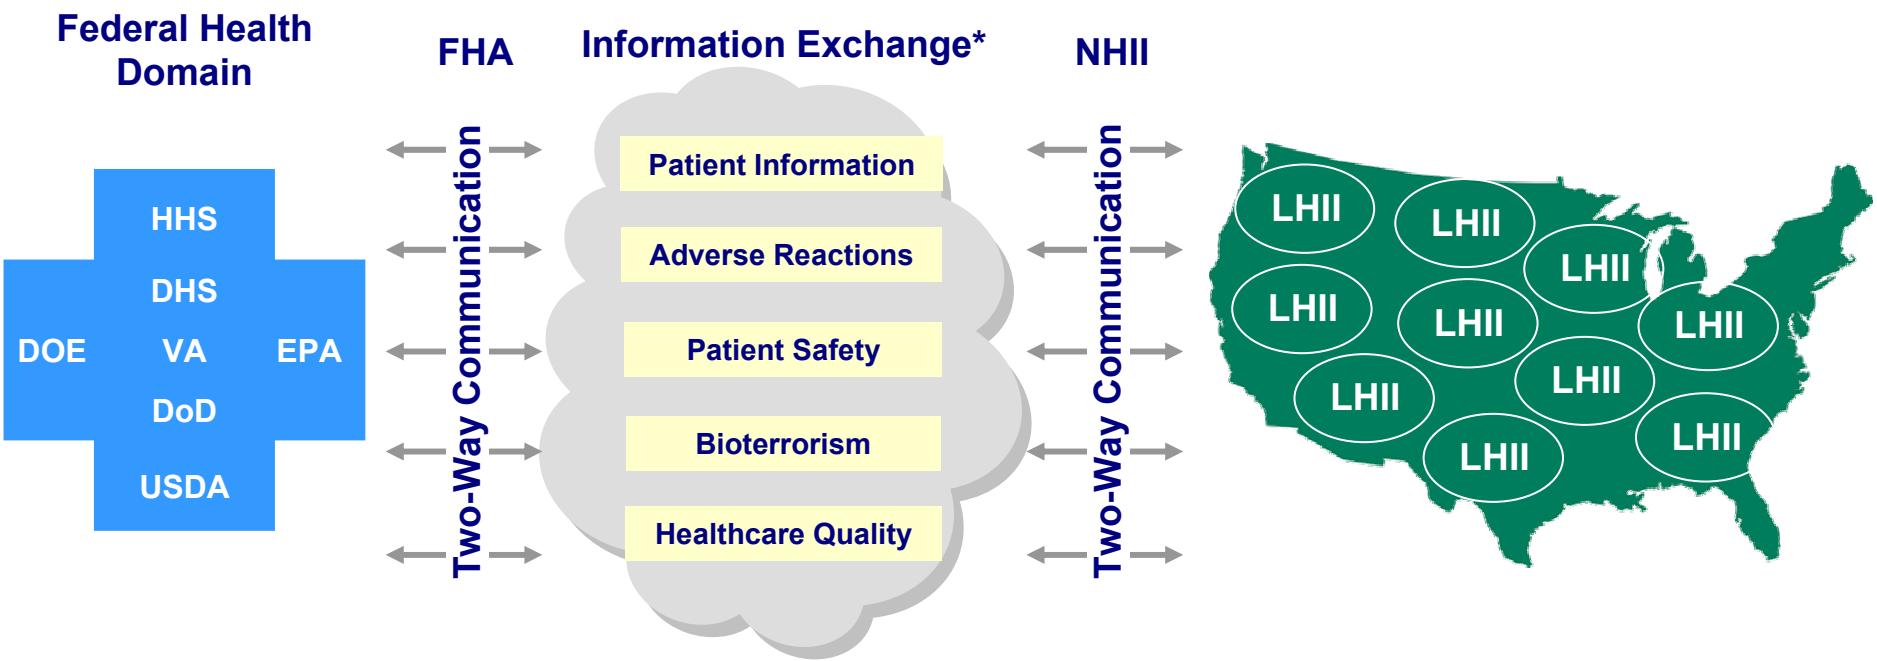 Federal Health
Domain
FHA
Information Exchange*
NHII
HHS
DHS
DOE VA EPA
DoD
USDA
Two-Way Communication
Patient Information
Adverse Reactions
Patient Safety
Bioterrorism
Healthcare Quality
Two-Way Communication
LHII
LHII
LHII
LHII
LHII
LHII
LHII
LHII
LHII
LHII